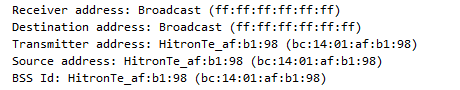 Receiver address: Broadcast (ff:ff:ff:ff:ff:ff)
Destination address: Broadcast (ff:ff:ff:ff:ff:ff)
Transmitter address: HitronTe_af:b1:98 (bc:14:01:af:b1:98)
Source address: HitronTe_af:b1:98 (bc:14:01:af:b1:98)
BSS Id: HitronTe_af:b1:98 (bc:14:01:af:b1:98)